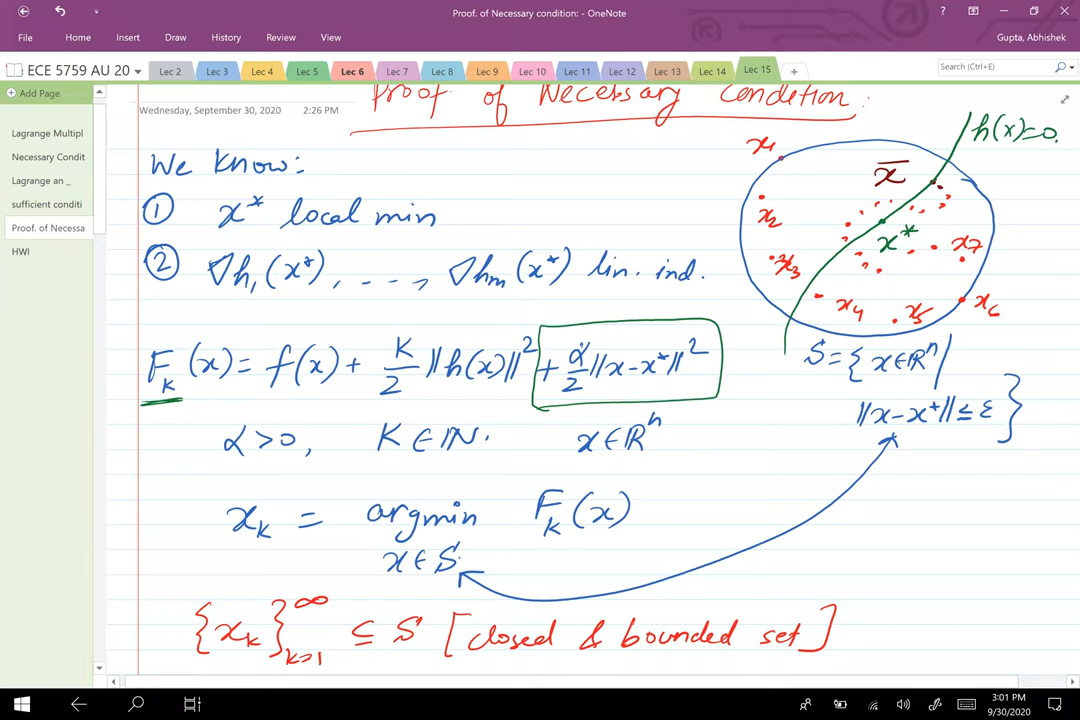 Proof. of Necessary condition: - OneNote
File Home Insert Draw History Review View
Gupta, Abhishek
ECE 5759 AU 20
Lec 2 Lec 3 Lec 4 Lec 5 Lec 6 Lec 7 Lec 8 Lec 9 Lec 10 Lec 11 Lec 12 Lec 13 Lec 14 Lec 15
Search (Ctrl+E)
Add Page
Lagrange Multipl
Necessary Condit
Lagrange an _
sufficient conditi
Proof. of Necessa
HWI
Wednesday, September 30, 2020 2:26 PM
Proof of Necessary Condition:
We know:
① x* local min
② ∇h₁(x*), ..., ∇hₘ(x*) lin. ind.
h(x)=0.
x̄
x*
x₁
x₂
x₃
x₄
x₅
x₆
x₇
F_k(x) = f(x) + K/2 ||h(x)||² + α/2 ||x-x*||²
S = {x∈ℝⁿ |
||x-x*|| ≤ ε }
α>0, K∈ℕ. x∈ℝⁿ
x_k = argmin F_k(x)
x∈S
{x_k}_{k=1}^∞ ⊆ S [closed & bounded set]
3:01 PM
9/30/2020